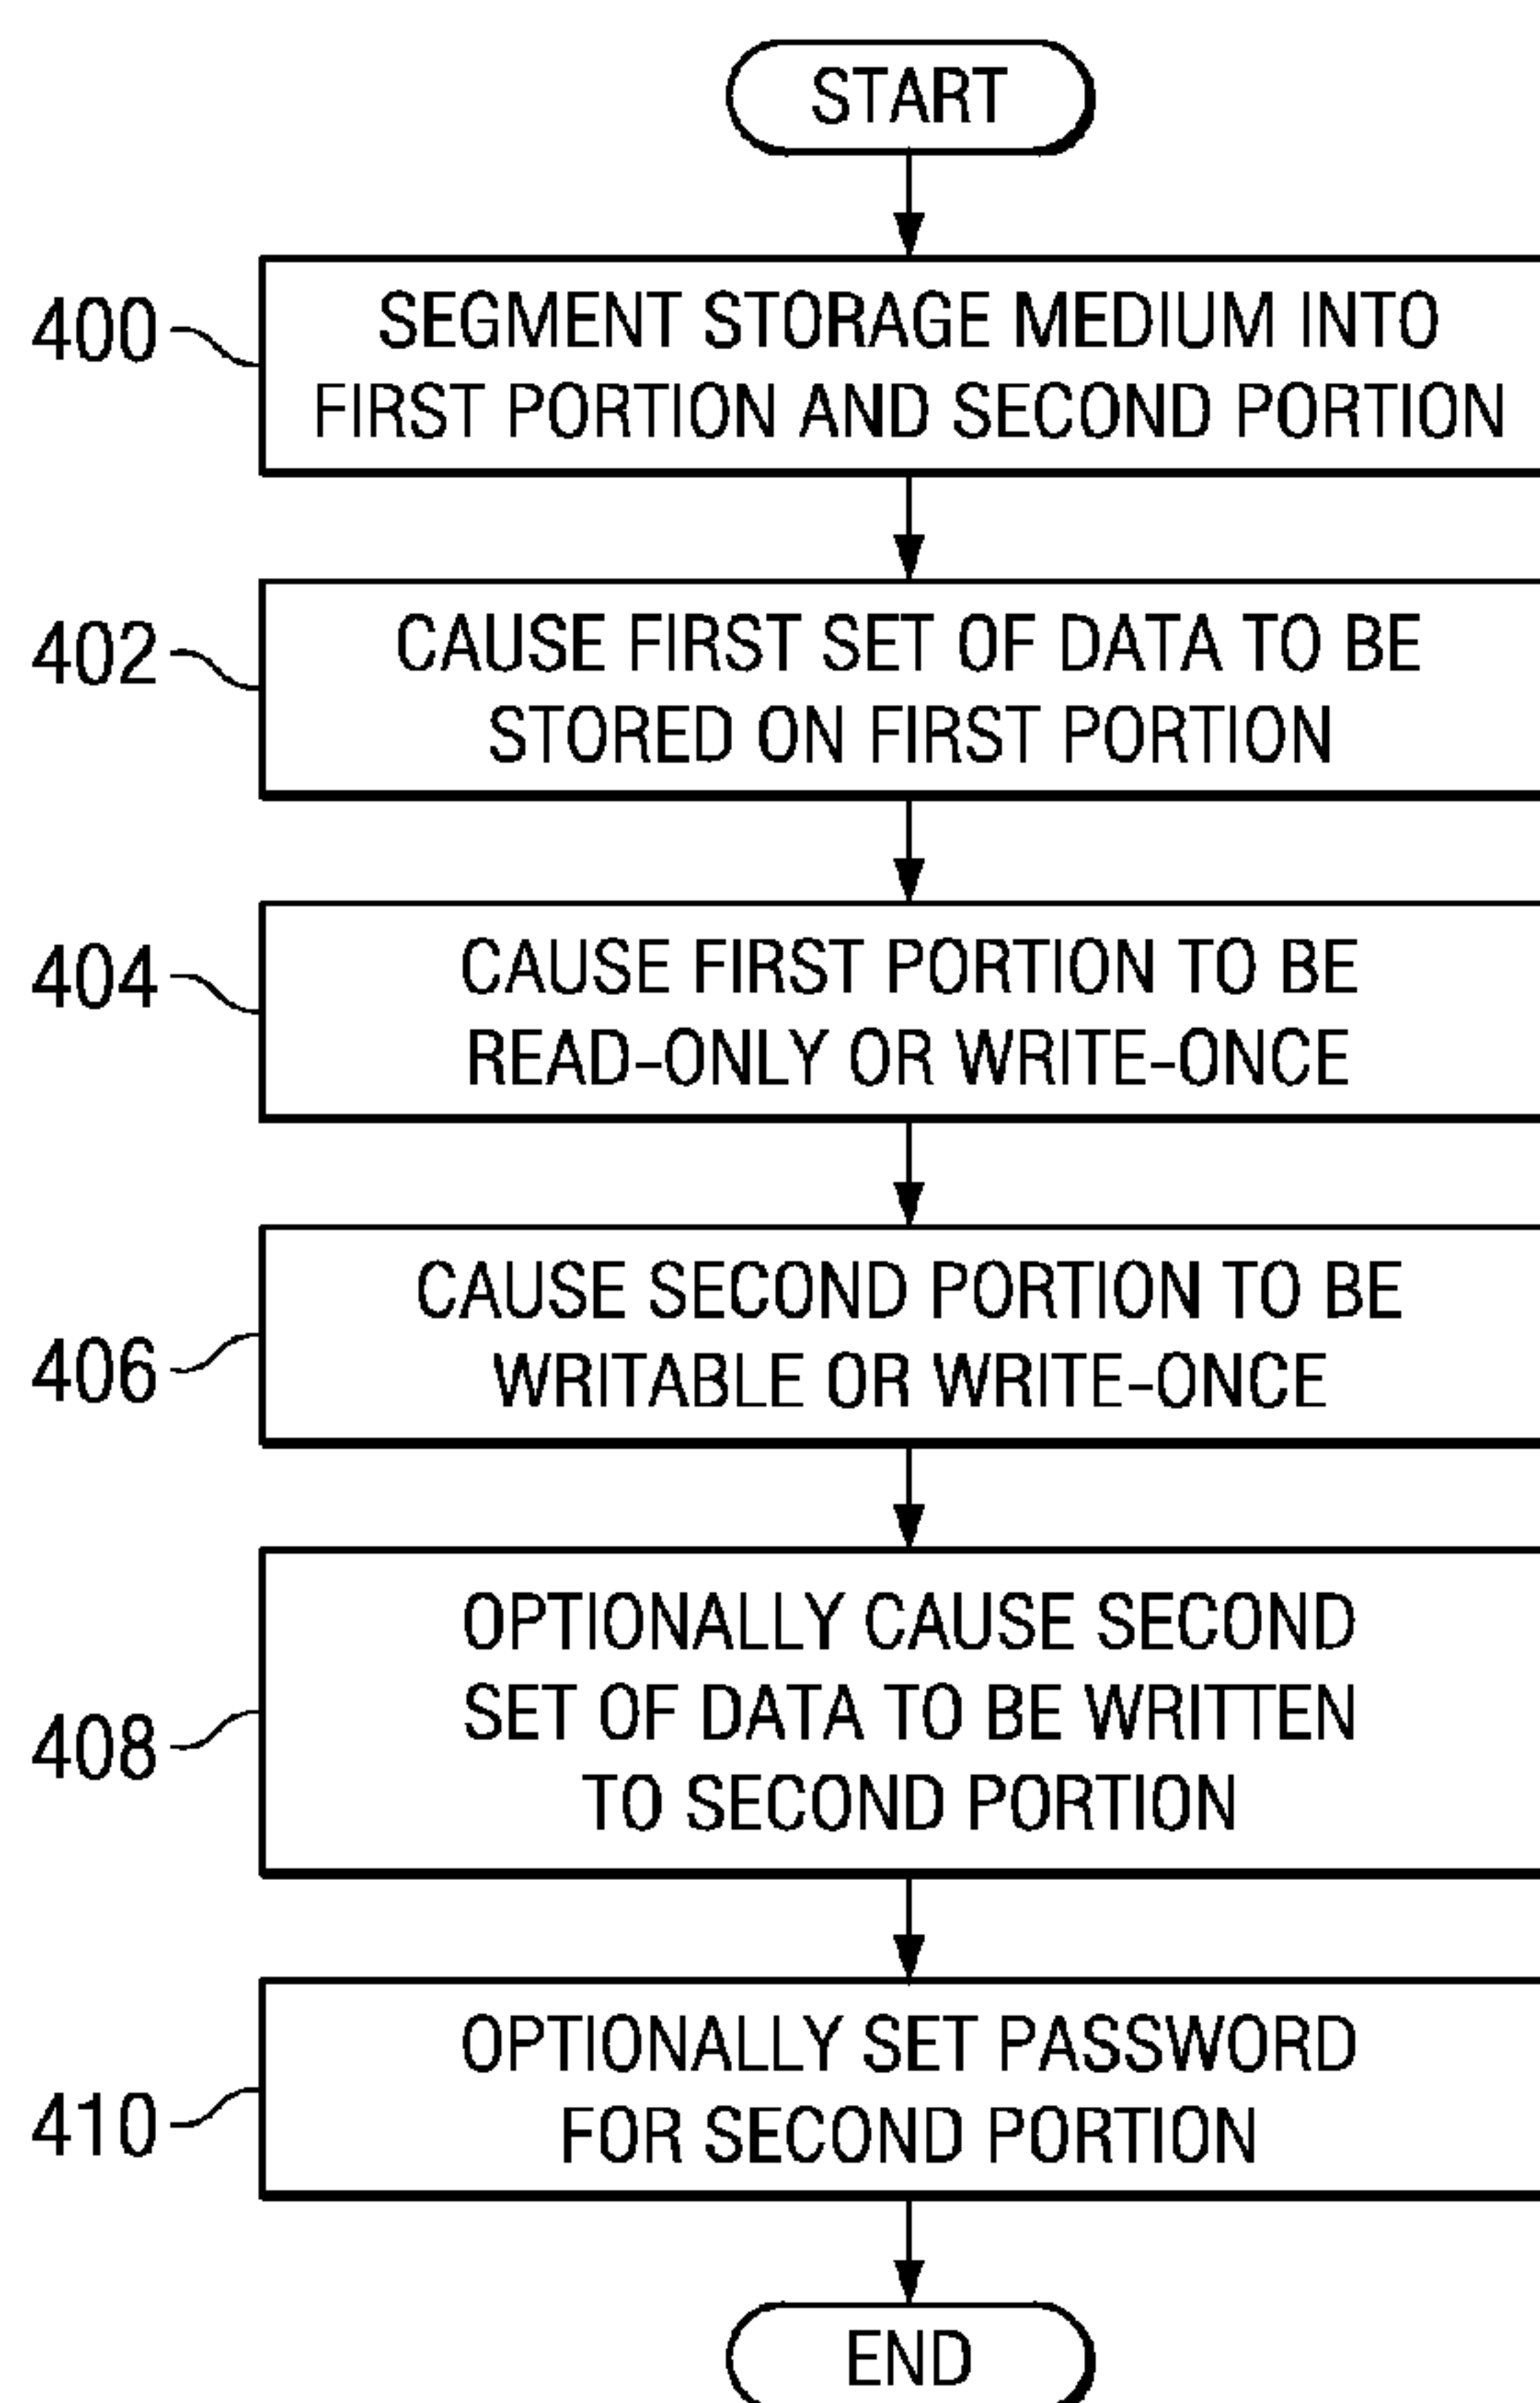 START
400
SEGMENT STORAGE MEDIUM INTO
FIRST PORTION AND SECOND PORTION
402
CAUSE FIRST SET OF DATA TO BE
STORED ON FIRST PORTION
404
CAUSE FIRST PORTION TO BE
READ-ONLY OR WRITE-ONCE
406
CAUSE SECOND PORTION TO BE
WRITABLE OR WRITE-ONCE
408
OPTIONALLY CAUSE SECOND
SET OF DATA TO BE WRITTEN
TO SECOND PORTION
410
OPTIONALLY SET PASSWORD
FOR SECOND PORTION
END